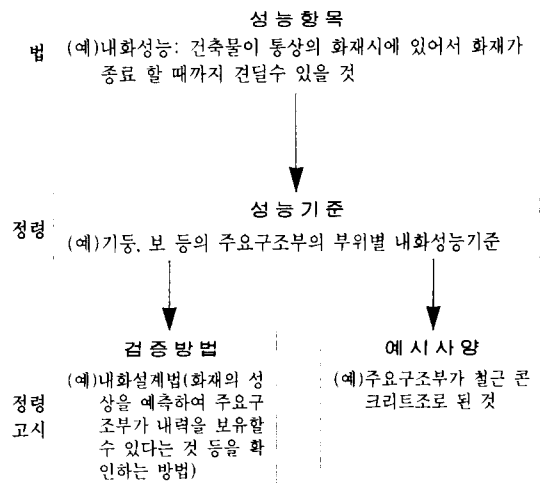 성능항목
법 (예)내화성능: 건축물이 통상의 화재시에 있어서 화재가
종료 할 때까지 견딜수 있을 것
성능기준
정령
(예)기둥, 보 등의 주요구조부의 부위별 내화성능기준
검증방법
(예)내화설계법(화재의 성
상을 예측하여 주요구
조부가 내력을 보유할
수 있다는 것 등을 확
인하는 방법)
예시사양
(예)주요구조부가 철근 콘
크리트조로 된 것
정령
고시